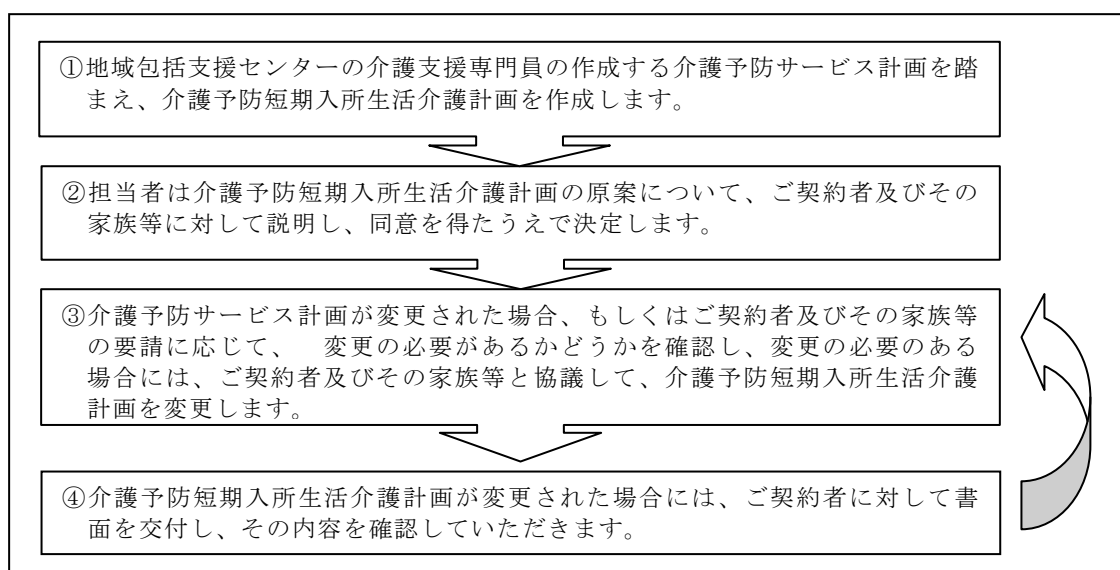 ①地域包括支援センターの介護支援専門員の作成する介護予防サービス計画を踏
まえ、介護予防短期入所生活介護計画を作成します。
②担当者は介護予防短期入所生活介護計画の原案について、ご契約者及びその
家族等に対して説明し、同意を得たうえで決定します。
③介護予防サービス計画が変更された場合、もしくはご契約者及びその家族等
の要請に応じて、　変更の必要があるかどうかを確認し、変更の必要のある
場合には、ご契約者及びその家族等と協議して、介護予防短期入所生活介護
計画を変更します。
④介護予防短期入所生活介護計画が変更された場合には、ご契約者に対して書
面を交付し、その内容を確認していただきます。